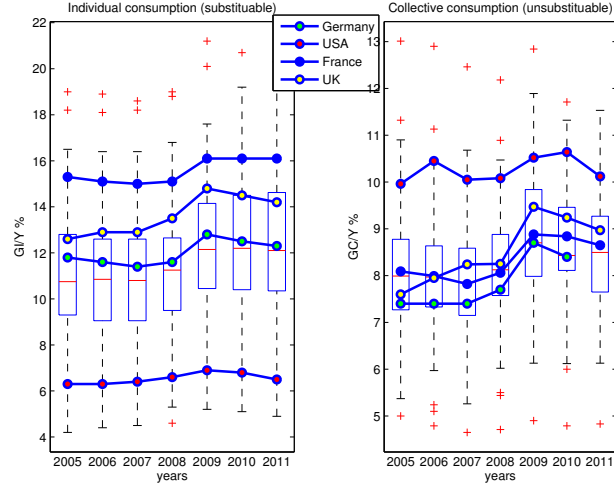 Individual consumption (substituable)
Collective consumption (unsubstituable)
Germany
USA
France
UK
GI/Y %
22
20
18
16
14
12
10
8
6
4
2005 2006 2007 2008 2009 2010 2011
years
GC/Y %
13
12
11
10
9
8
7
6
5
2005 2006 2007 2008 2009 2010 2011
years